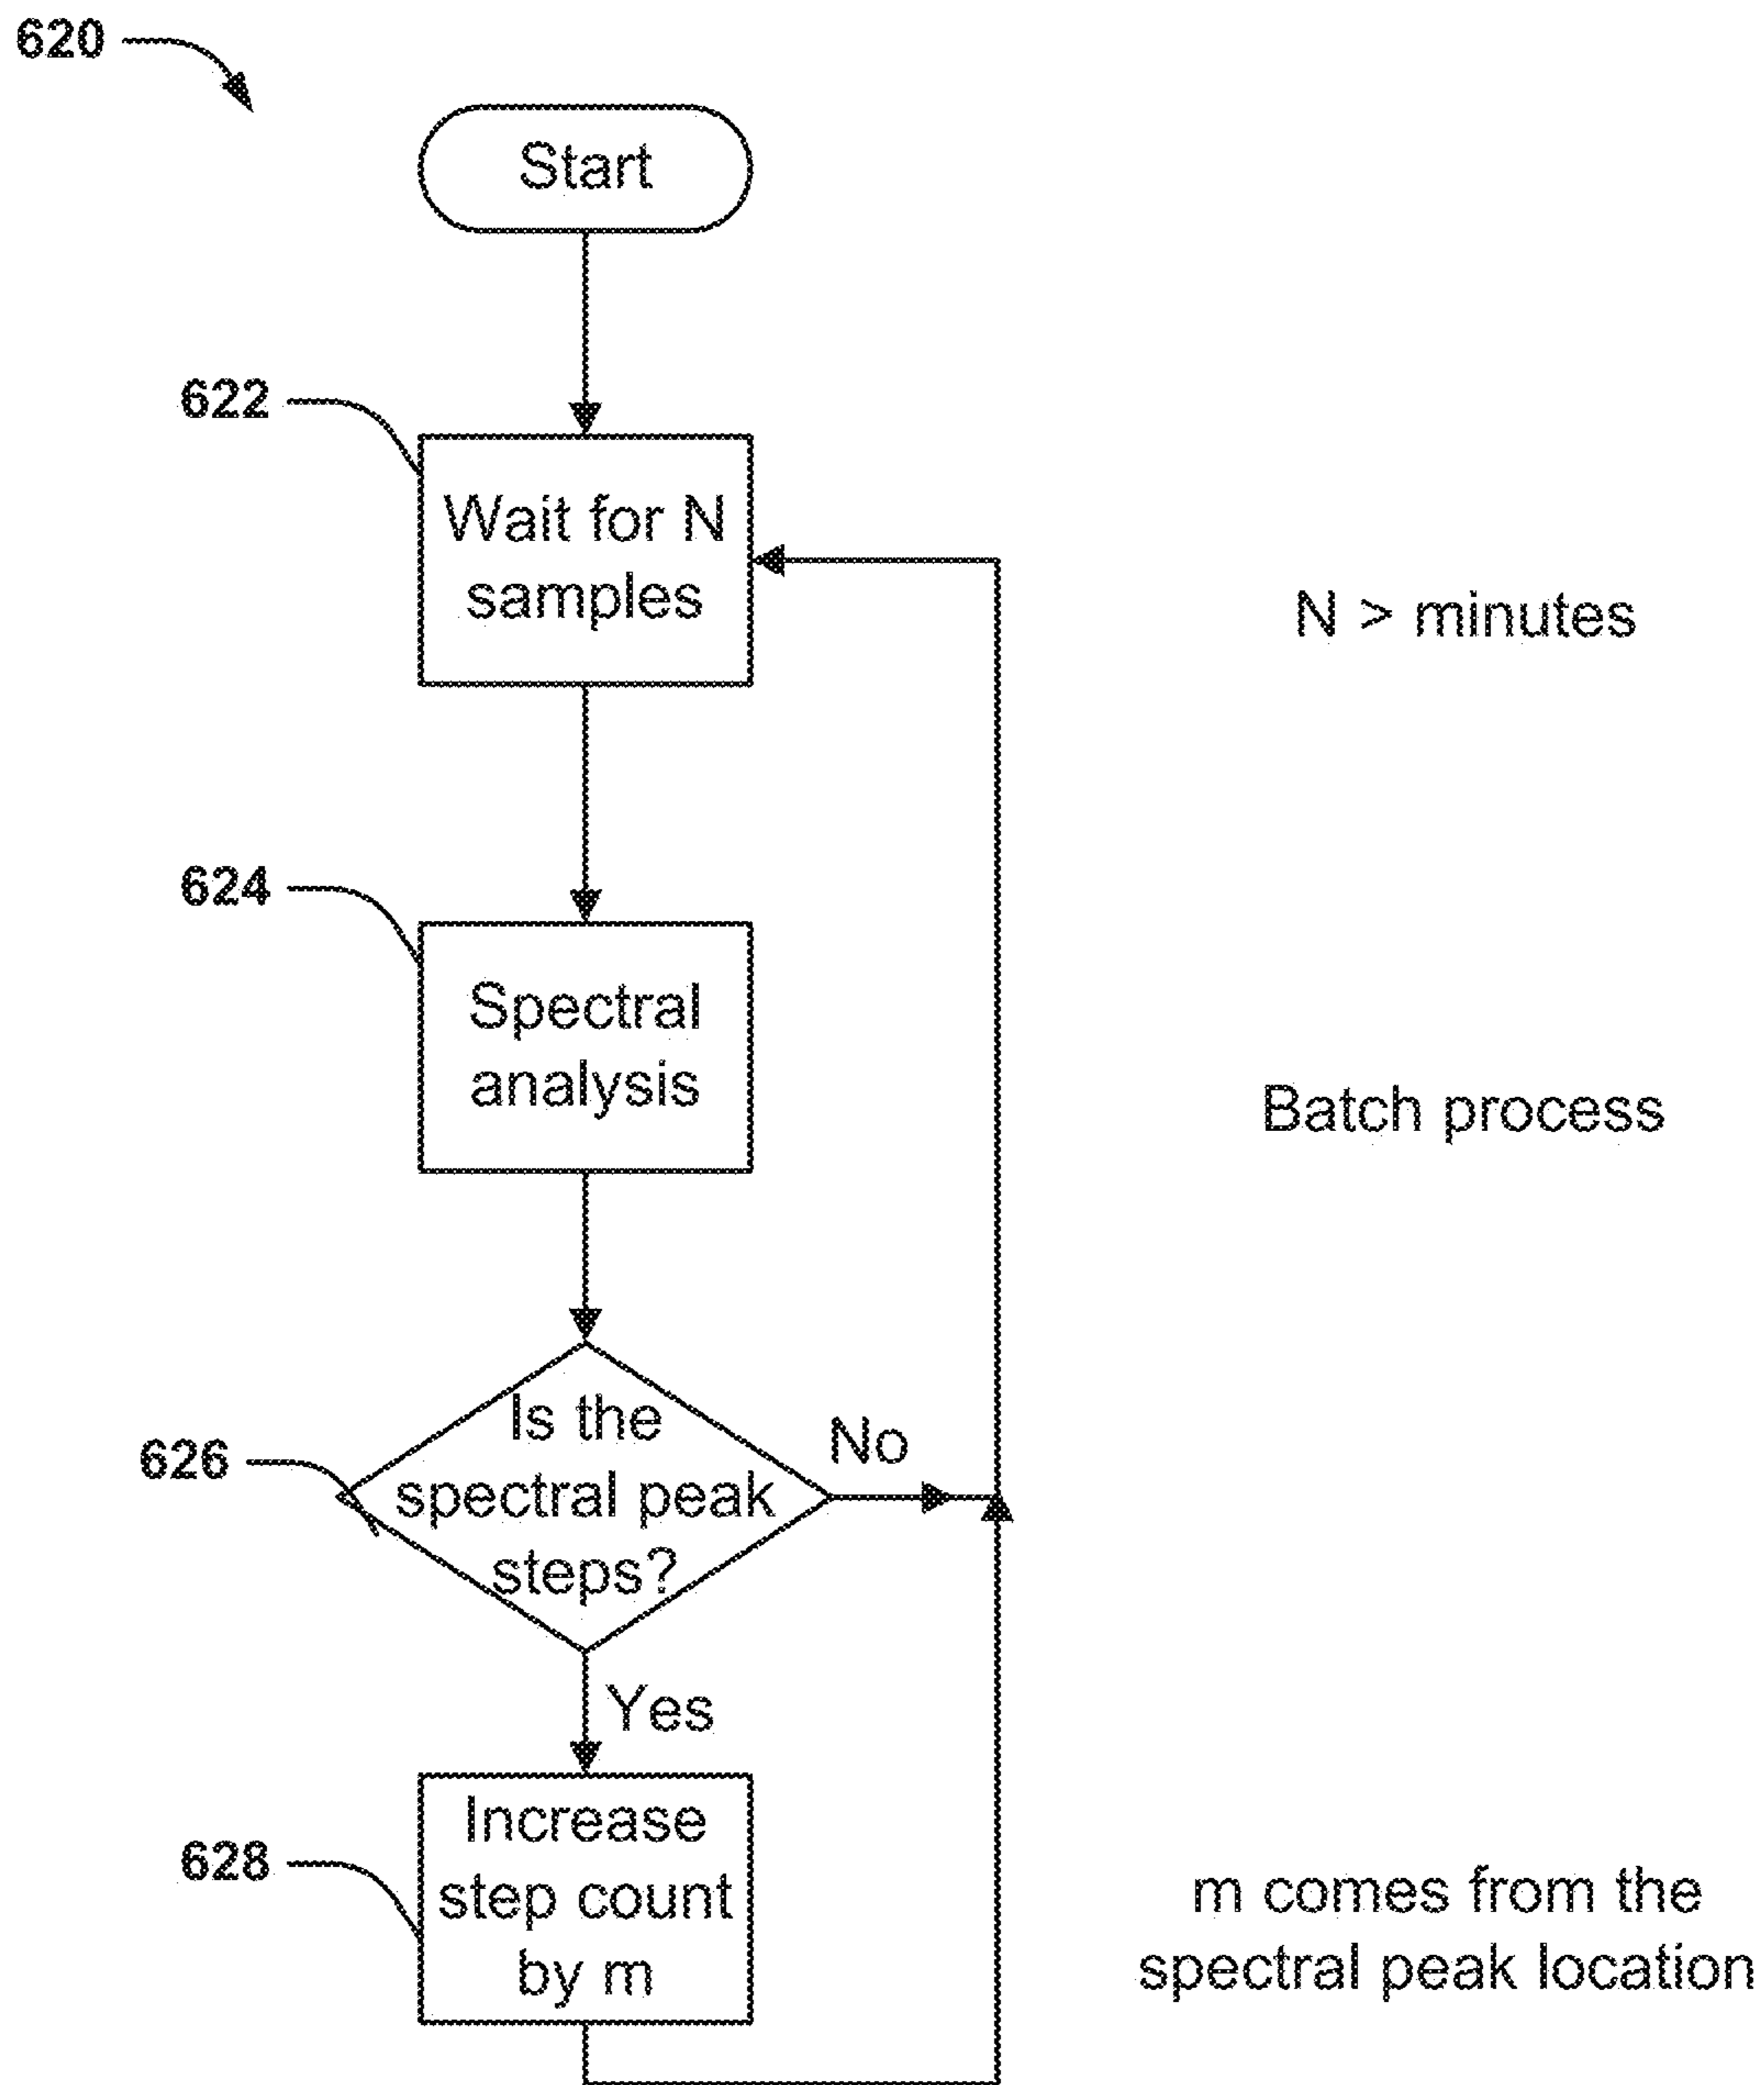 620
Start
622
Wait for N
samples
N > minutes
624
Spectral
analysis
Batch process
626
Is the
spectral peak
steps?
No
Yes
628
Increase
step count
by m
m comes from the
spectral peak location